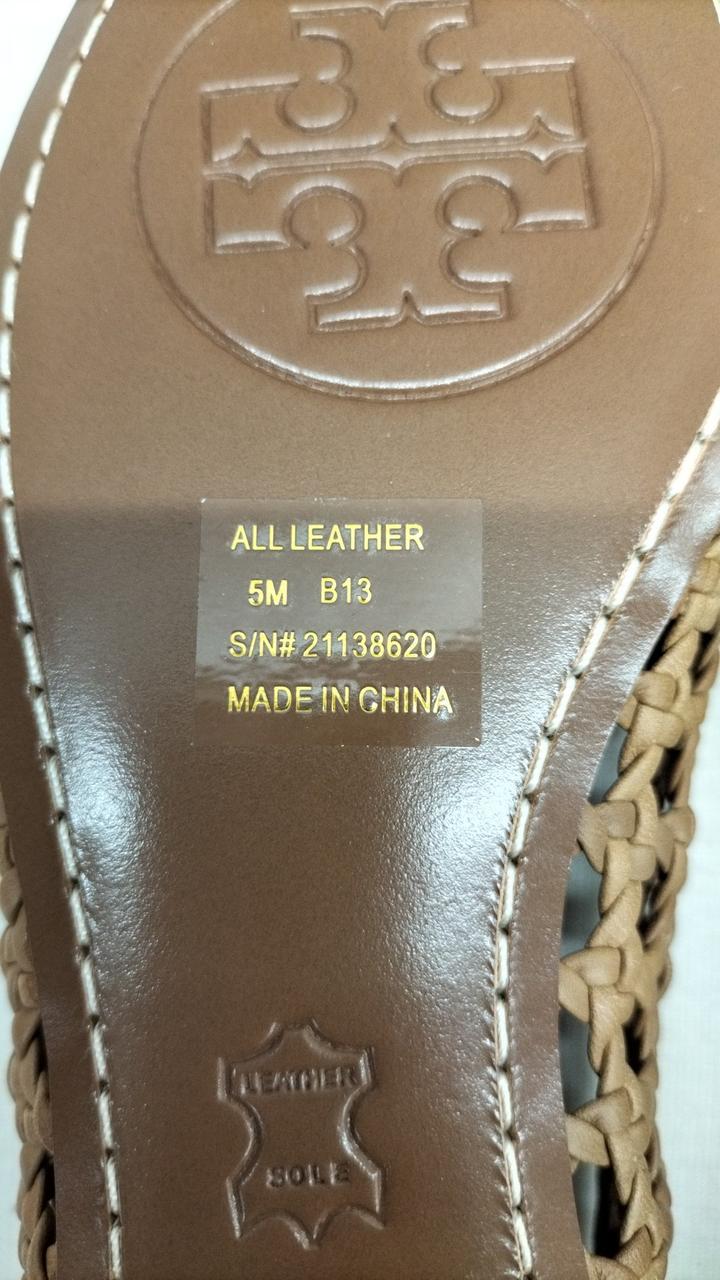 ALL LEATHER
5M B13
S/N# 21138620
MADE IN CHINA
LEATHER
SOLE